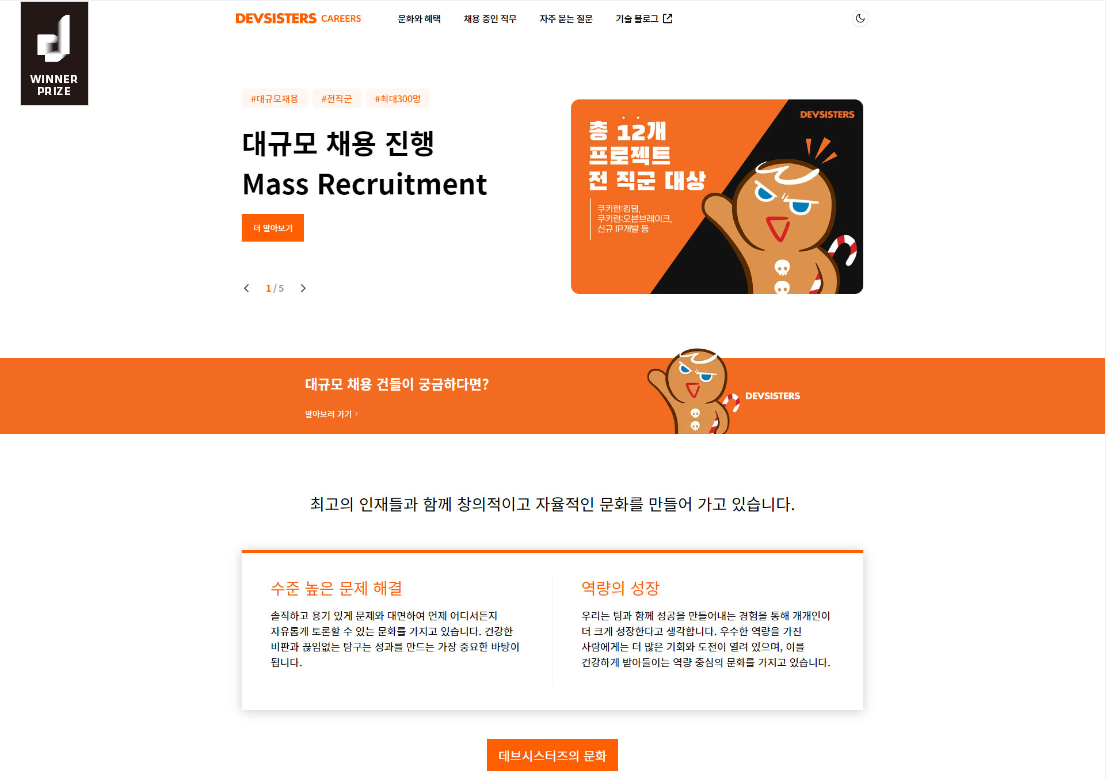 WINNER
PRIZE
DEVSISTERS CAREERS
문화와 혜택
채용 중인 직무
자주 묻는 질문
기술 블로그
#대규모채용
#전직군
#최대300명
대규모 채용 진행
Mass Recruitment
더 알아보기
1 / 5
DEVSISTERS
총 12개
프로젝트
전 직군 대상
쿠키런:킹덤,
쿠키런:오븐브레이크,
신규 IP개발 등
대규모 채용 건들이 궁금하다면?
알아보러 가기 ›
DEVSISTERS
최고의 인재들과 함께 창의적이고 자율적인 문화를 만들어 가고 있습니다.
수준 높은 문제 해결
솔직하고 용기 있게 문제와 대면하여 언제 어디서든지
자유롭게 토론할 수 있는 문화를 가지고 있습니다. 건강한
비판과 끊임없는 탐구는 성과를 만드는 가장 중요한 바탕이
됩니다.
역량의 성장
우리는 팀과 함께 성공을 만들어내는 경험을 통해 개개인이
더 크게 성장한다고 생각합니다. 우수한 역량을 가진
사람에게는 더 많은 기회와 도전이 열려 있으며, 이를
건강하게 받아들이는 역량 중심의 문화를 가지고 있습니다.
데브시스터즈의 문화